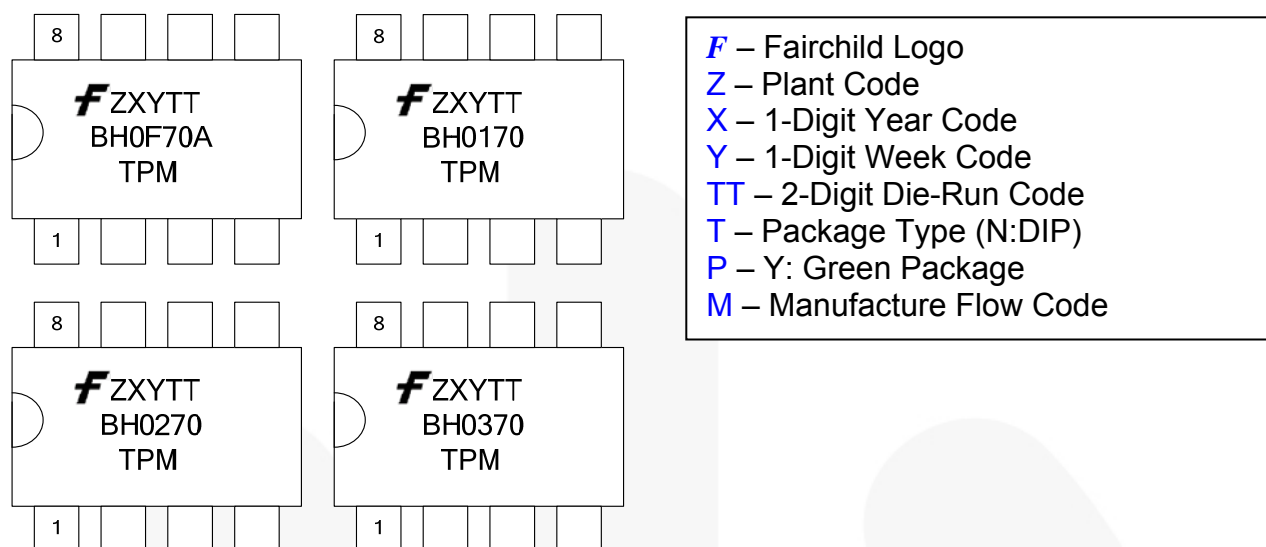 8
8
F ZXYTT
BH0F70A
TPM
F ZXYTT
BH0170
TPM
1
1
8
8
F ZXYTT
BH0270
TPM
F ZXYTT
BH0370
TPM
1
1
F – Fairchild Logo
Z – Plant Code
X – 1-Digit Year Code
Y – 1-Digit Week Code
TT – 2-Digit Die-Run Code
T – Package Type (N:DIP)
P – Y: Green Package
M – Manufacture Flow Code